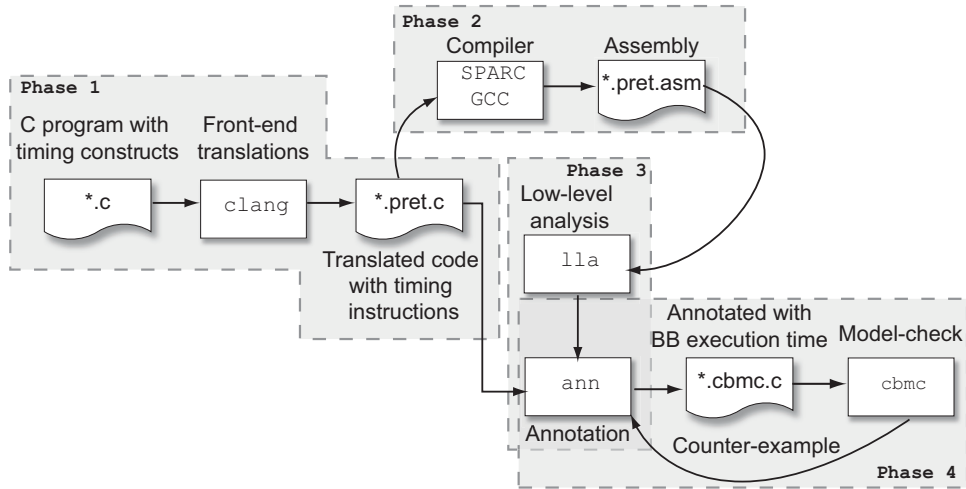 Phase 1
C program with
timing constructs
*.c
Front-end
translations
clang
*.pret.c
Translated code
with timing
instructions
Phase 2
Compiler
SPARC
GCC
Assembly
*.pret.asm
Phase 3
Low-level
analysis
lla
ann
Annotation
Annotated with
BB execution time
*.cbmc.c
Model-check
cbmc
Counter-example
Phase 4